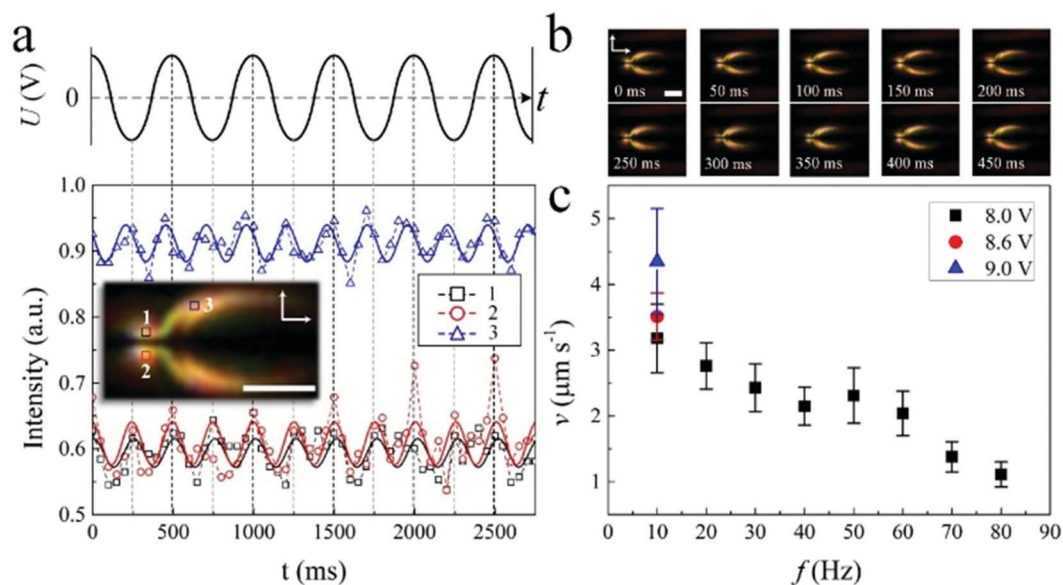 a
U (V)
0
t
Intensity (a.u.)
1.0
0.9
0.8
0.7
0.6
0.5
1
2
3
1
2
3
0 500 1000 1500 2000 2500
t (ms)
b
0 ms 50 ms 100 ms 150 ms 200 ms
250 ms 300 ms 350 ms 400 ms 450 ms
c
v (μm s⁻¹)
5
4
3
2
1
8.0 V
8.6 V
9.0 V
0 10 20 30 40 50 60 70 80 90
f (Hz)